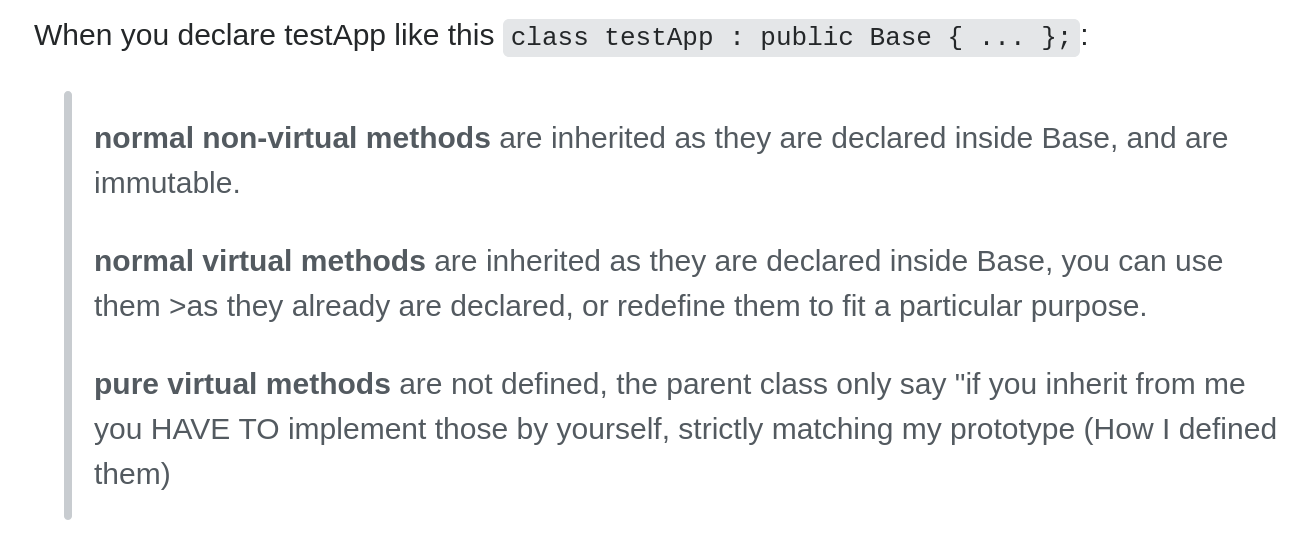 When you declare testApp like this class testApp : public Base { ... };:
normal non-virtual methods are inherited as they are declared inside Base, and are
immutable.
normal virtual methods are inherited as they are declared inside Base, you can use
them >as they already are declared, or redefine them to fit a particular purpose.
pure virtual methods are not defined, the parent class only say "if you inherit from me
you HAVE TO implement those by yourself, strictly matching my prototype (How I defined
them)